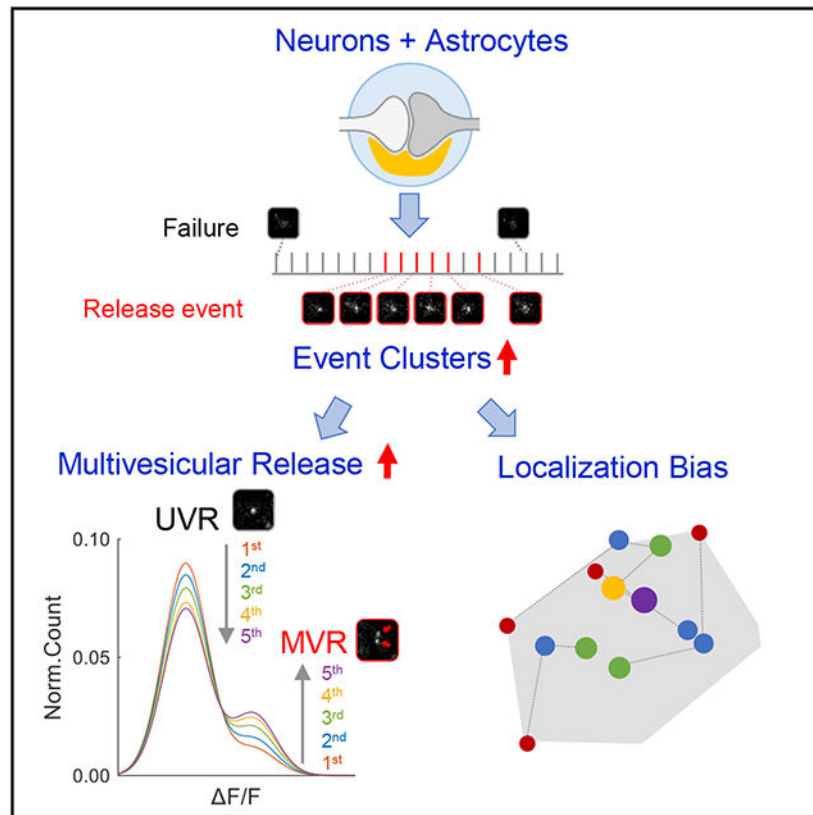 Neurons + Astrocytes
Failure
Release event
Event Clusters
Multivesicular Release
Localization Bias
UVR
1st
2nd
3rd
4th
5th
MVR
5th
4th
3rd
2nd
1st
0.10
0.05
0.00
Norm.Count
ΔF/F